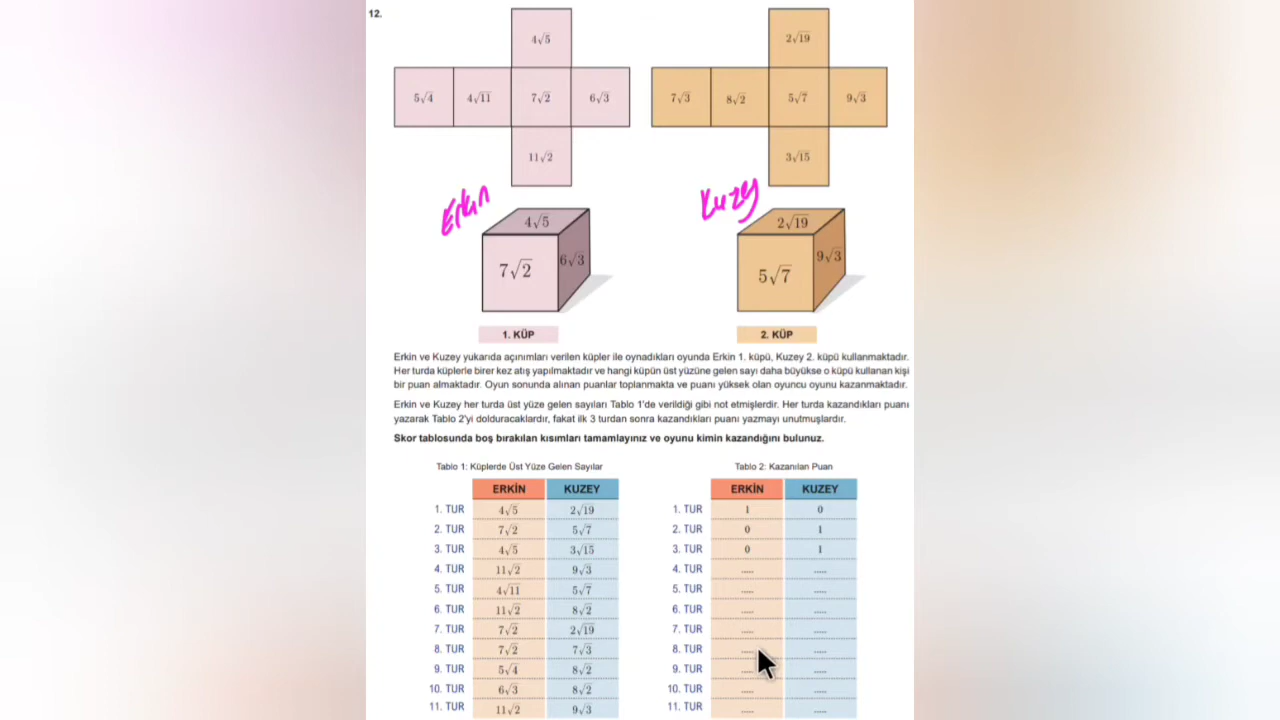 12.
4√5
2√19
5√4 4√11 7√2 6√3
7√3 8√2 5√7 9√3
11√2
3√15
Erkin
Kuzey
4√5
7√2
6√3
2√19
5√7
9√3
1. KÜP
2. KÜP
Erkin ve Kuzey yukarıda açınımları verilen küpler ile oynadıkları oyunda Erkin 1. küpü, Kuzey 2. küpü kullanmaktadır.
Her turda küplerle birer kez atış yapılmaktadır ve hangi küpün üst yüzüne gelen sayı daha büyükse o küpü kullanan kişi
bir puan almaktadır. Oyun sonunda alınan puanlar toplanmakta ve puanı yüksek olan oyuncu oyunu kazanmaktadır.
Erkin ve Kuzey her turda üst yüze gelen sayıları Tablo 1'de verildiği gibi not etmişlerdir. Her turda kazandıkları puanı
yazarak Tablo 2'yi dolduracaklardır, fakat ilk 3 turdan sonra kazandıkları puanı yazmayı unutmuşlardır.
Skor tablosunda boş bırakılan kısımları tamamlayınız ve oyunu kimin kazandığını bulunuz.
Tablo 1: Küplerde Üst Yüze Gelen Sayılar
ERKİN KUZEY
1. TUR 4√5 2√19
2. TUR 7√2 5√7
3. TUR 4√5 3√15
4. TUR 11√2 9√3
5. TUR 4√11 5√7
6. TUR 11√2 8√2
7. TUR 7√2 2√19
8. TUR 7√2 7√3
9. TUR 5√4 8√2
10. TUR 6√3 8√2
11. TUR 11√2 9√3
Tablo 2: Kazanılan Puan
ERKİN KUZEY
1. TUR 1 0
2. TUR 0 1
3. TUR 0 1
4. TUR ..... .....
5. TUR ..... .....
6. TUR ..... .....
7. TUR ..... .....
8. TUR ..... .....
9. TUR ..... .....
10. TUR ..... .....
11. TUR ..... .....